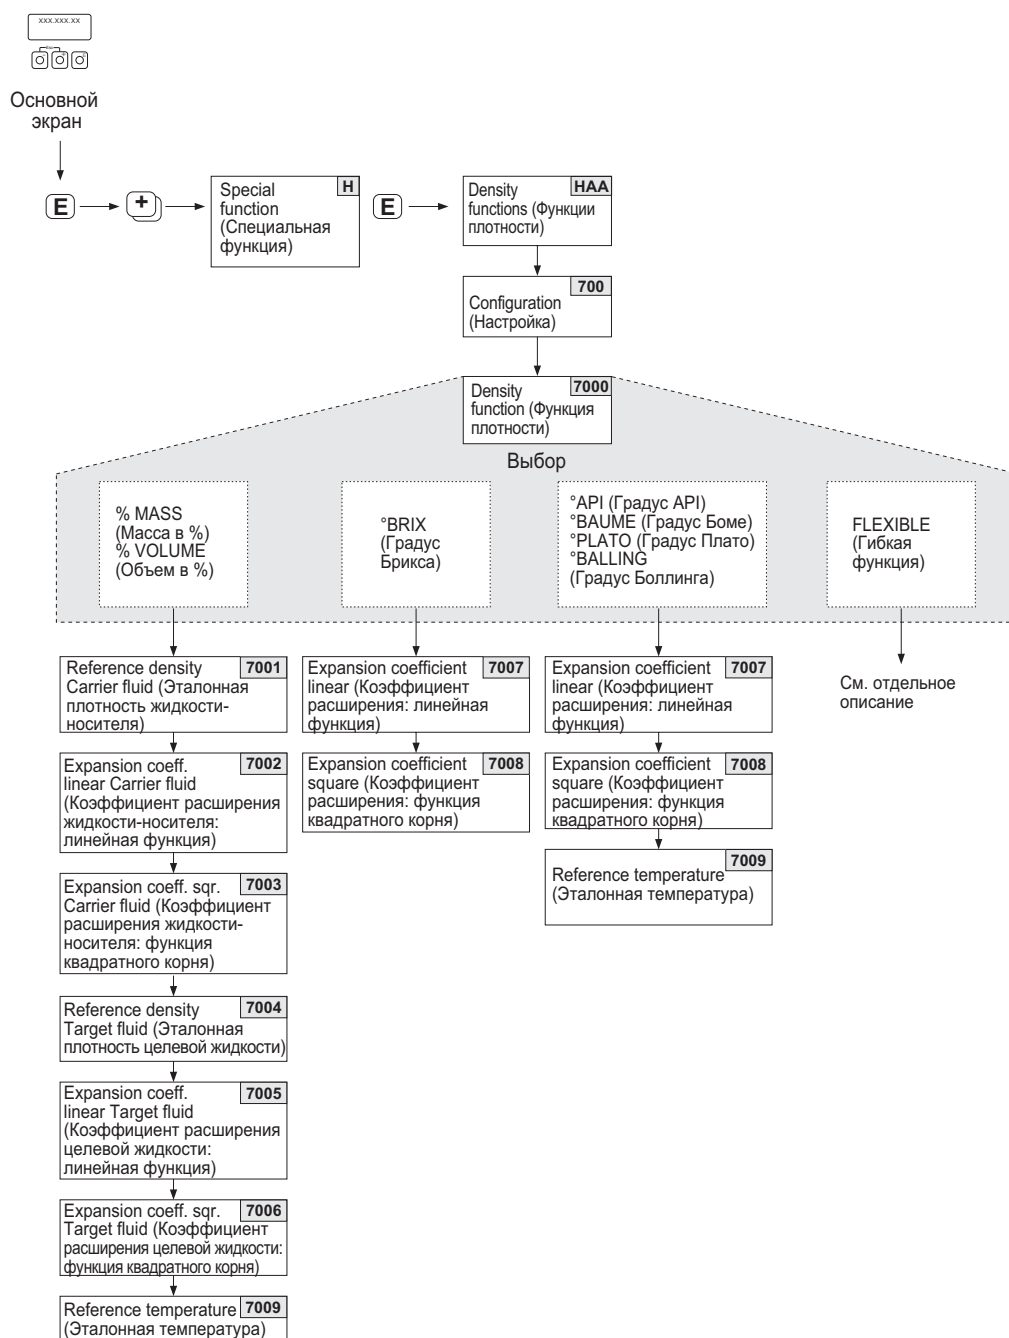 xxx.xxx.xx
Esc
- + E
Основной
экран
E
+
Special
function
(Специальная
функция)
H
E
Density
functions (Функции
плотности)
HAA
Configuration
(Настройка)
700
Density
function (Функция
плотности)
7000
Выбор
% MASS
(Масса в %)
% VOLUME
(Объем в %)
°BRIX
(Градус
Брикса)
°API (Градус API)
°BAUME (Градус Боме)
°PLATO (Градус Плато)
°BALLING
(Градус Боллинга)
FLEXIBLE
(Гибкая
функция)
Reference density
Carrier fluid (Эталонная
плотность жидкости-
носителя)
7001
Expansion coeff.
linear Carrier fluid
(Коэффициент расширения
жидкости-носителя:
линейная функция)
7002
Expansion coeff. sqr.
Carrier fluid (Коэффициент
расширения жидкости-
носителя: функция
квадратного корня)
7003
Reference density
Target fluid (Эталонная
плотность целевой жидкости)
7004
Expansion coeff.
linear Target fluid
(Коэффициент расширения
целевой жидкости:
линейная функция)
7005
Expansion coeff. sqr.
Target fluid (Коэффициент
расширения целевой жидкости:
функция квадратного корня)
7006
Reference temperature
(Эталонная температура)
7009
Expansion coefficient
linear (Коэффициент
расширения: линейная
функция)
7007
Expansion coefficient
square (Коэффициент
расширения: функция
квадратного корня)
7008
Expansion coefficient
linear (Коэффициент
расширения: линейная
функция)
7007
Expansion coefficient
square (Коэффициент
расширения: функция
квадратного корня)
7008
Reference temperature
(Эталонная температура)
7009
См. отдельное
описание